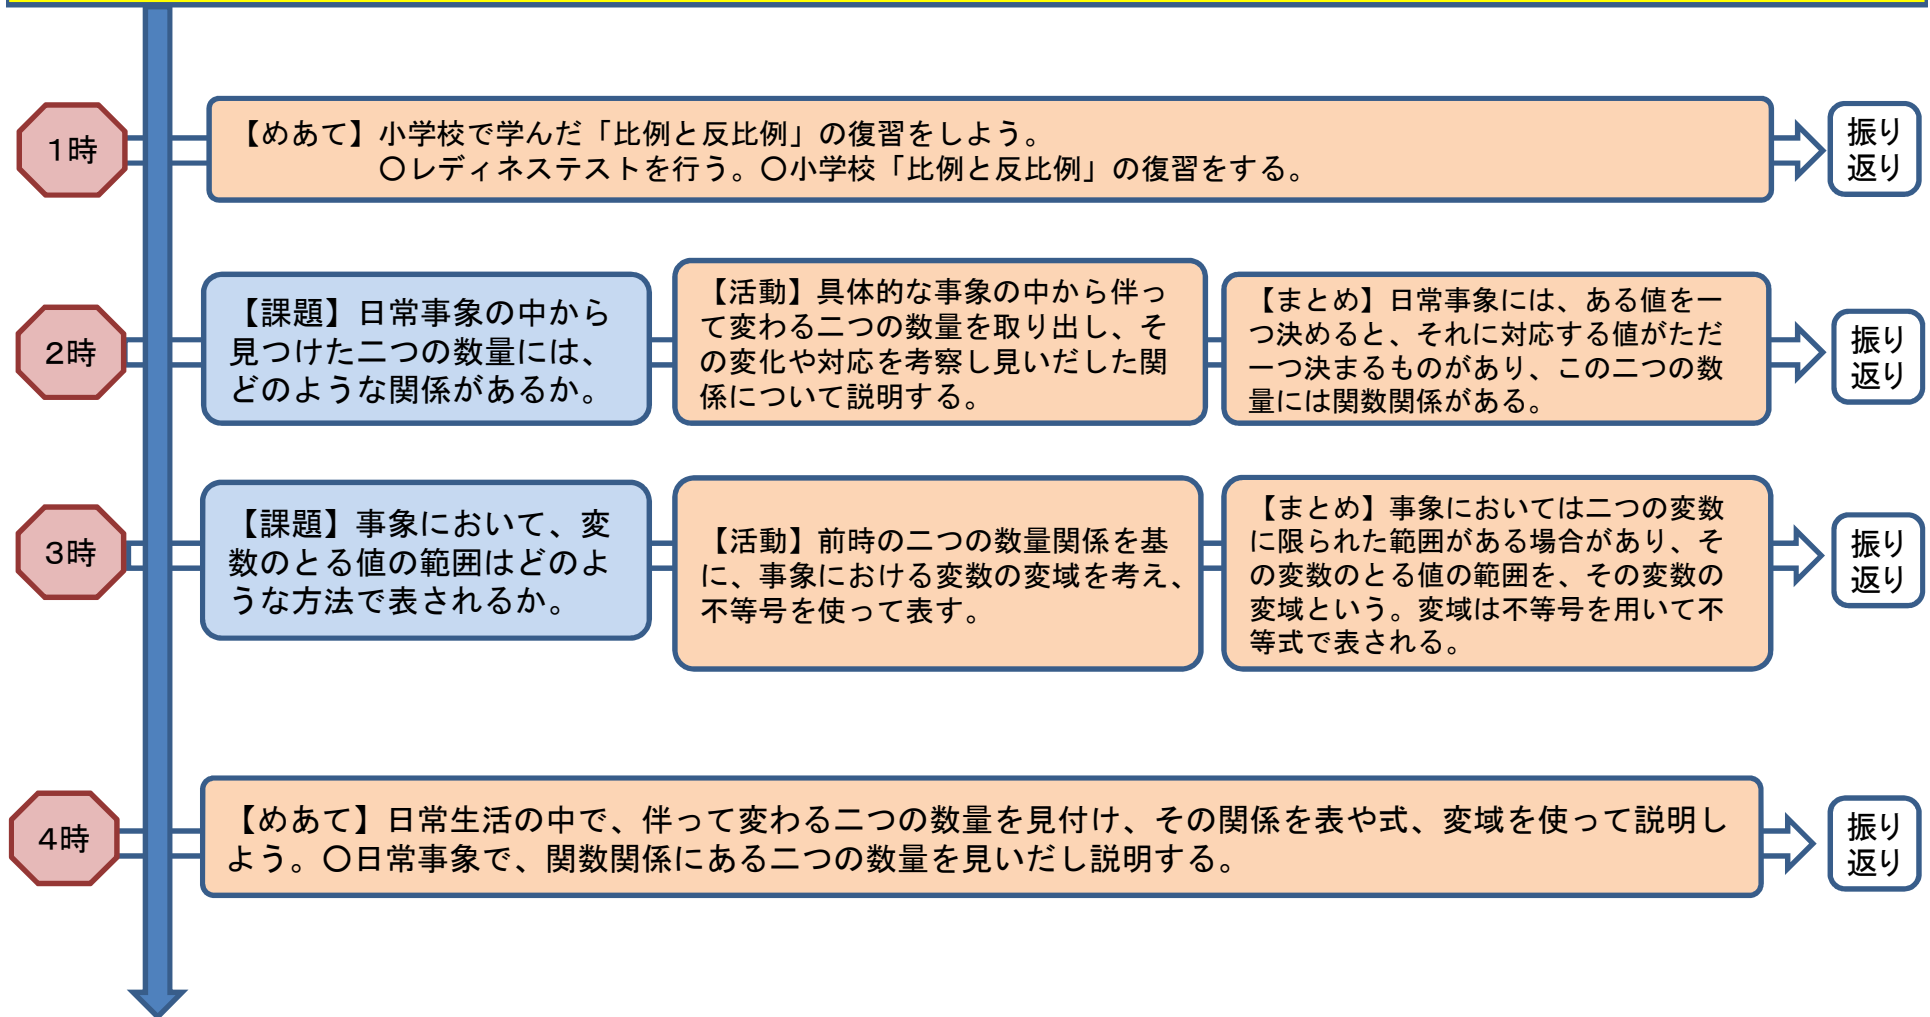 1時
【めあて】小学校で学んだ「比例と反比例」の復習をしよう。
〇レディネステストを行う。〇小学校「比例と反比例」の復習をする。
振り
返り
2時
【課題】日常事象の中から
見つけた二つの数量には、
どのような関係があるか。
【活動】具体的な事象の中から伴っ
て変わる二つの数量を取り出し、そ
の変化や対応を考察し見いだした関
係について説明する。
【まとめ】日常事象には、ある値を一
つ決めると、それに対応する値がただ
一つ決まるものがあり、この二つの数
量には関数関係がある。
振り
返り
3時
【課題】事象において、変
数のとる値の範囲はどのよ
うな方法で表されるか。
【活動】前時の二つの数量関係を基
に、事象における変数の変域を考え、
不等号を使って表す。
【まとめ】事象においては二つの変数
に限られた範囲がある場合があり、そ
の変数のとる値の範囲を、その変数の
変域という。変域は不等号を用いて不
等式で表される。
振り
返り
4時
【めあて】日常生活の中で、伴って変わる二つの数量を見付け、その関係を表や式、変域を使って説明し
よう。〇日常事象で、関数関係にある二つの数量を見いだし説明する。
振り
返り